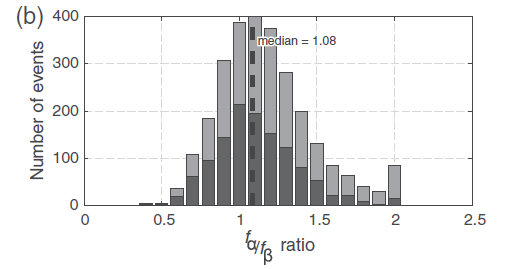 (b)
Number of events
400
300
200
100
0
median = 1.08
0 0.5 1 1.5 2 2.5
fα/fβ ratio